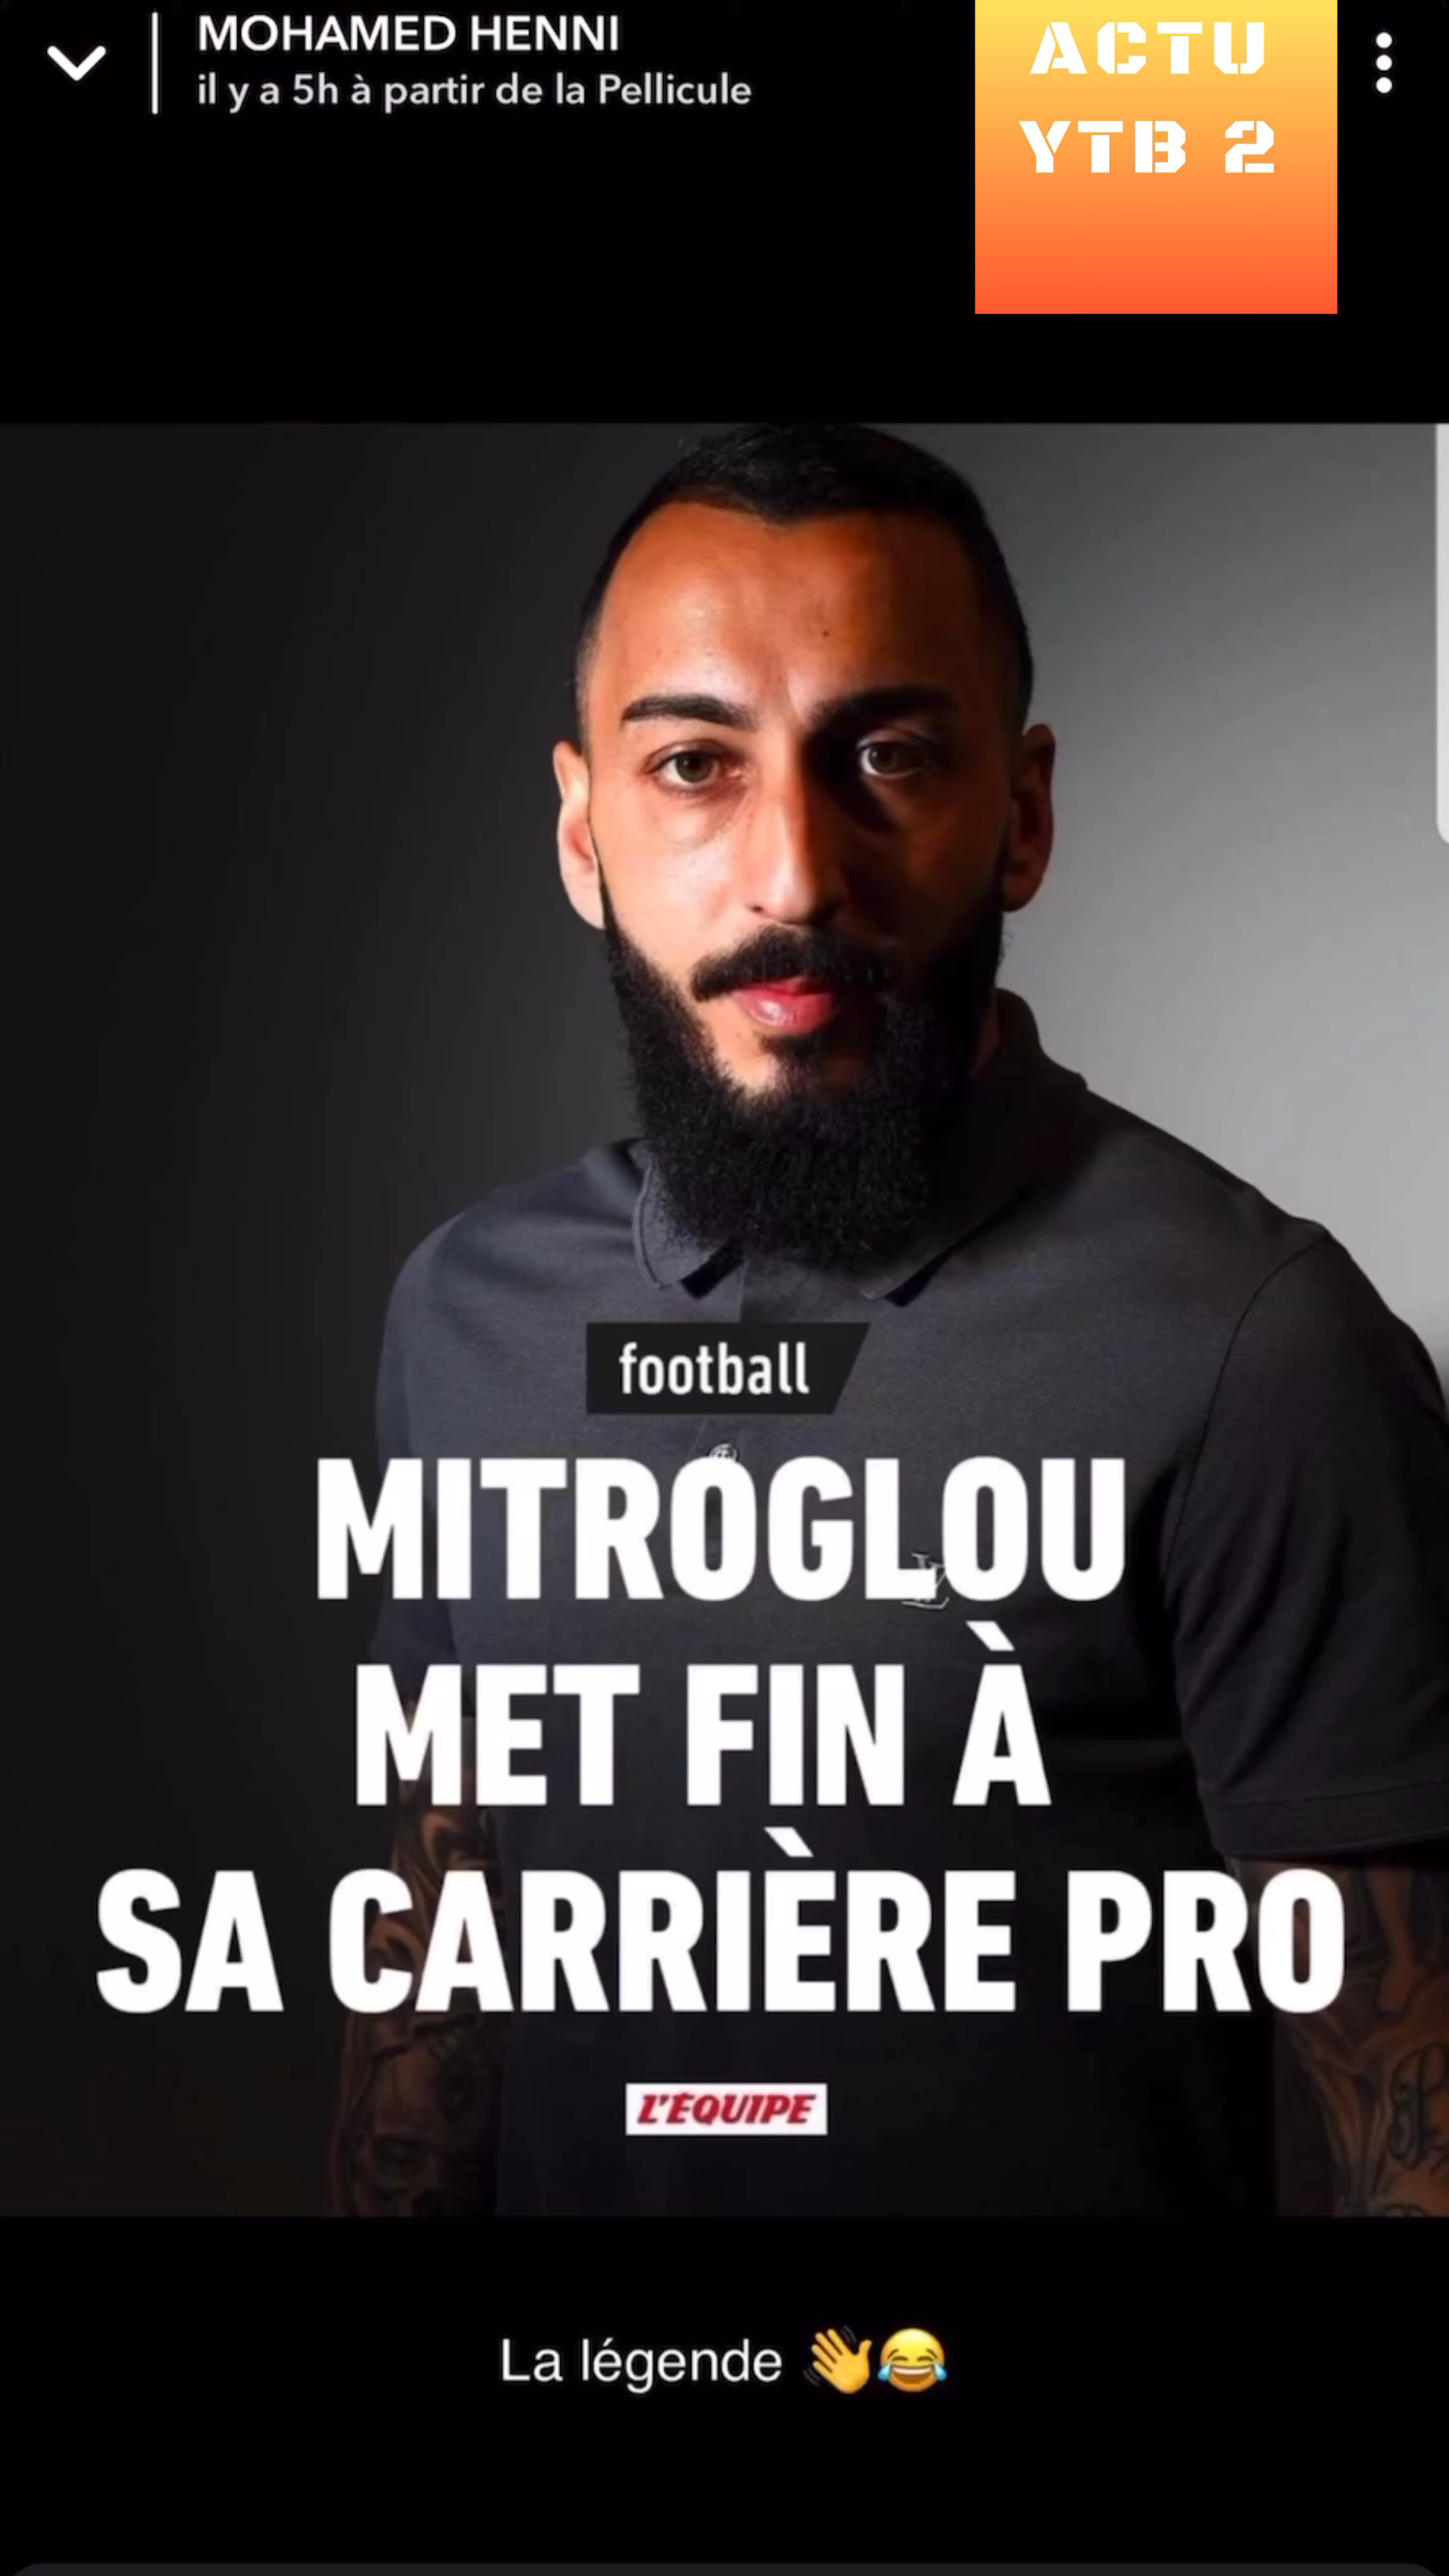 MOHAMED HENNI
il y a 5h à partir de la Pellicule
ACTU
YTB 2
football
MITROGLOU
MET FIN À
SA CARRIÈRE PRO
L'ÉQUIPE
La légende 👋😂